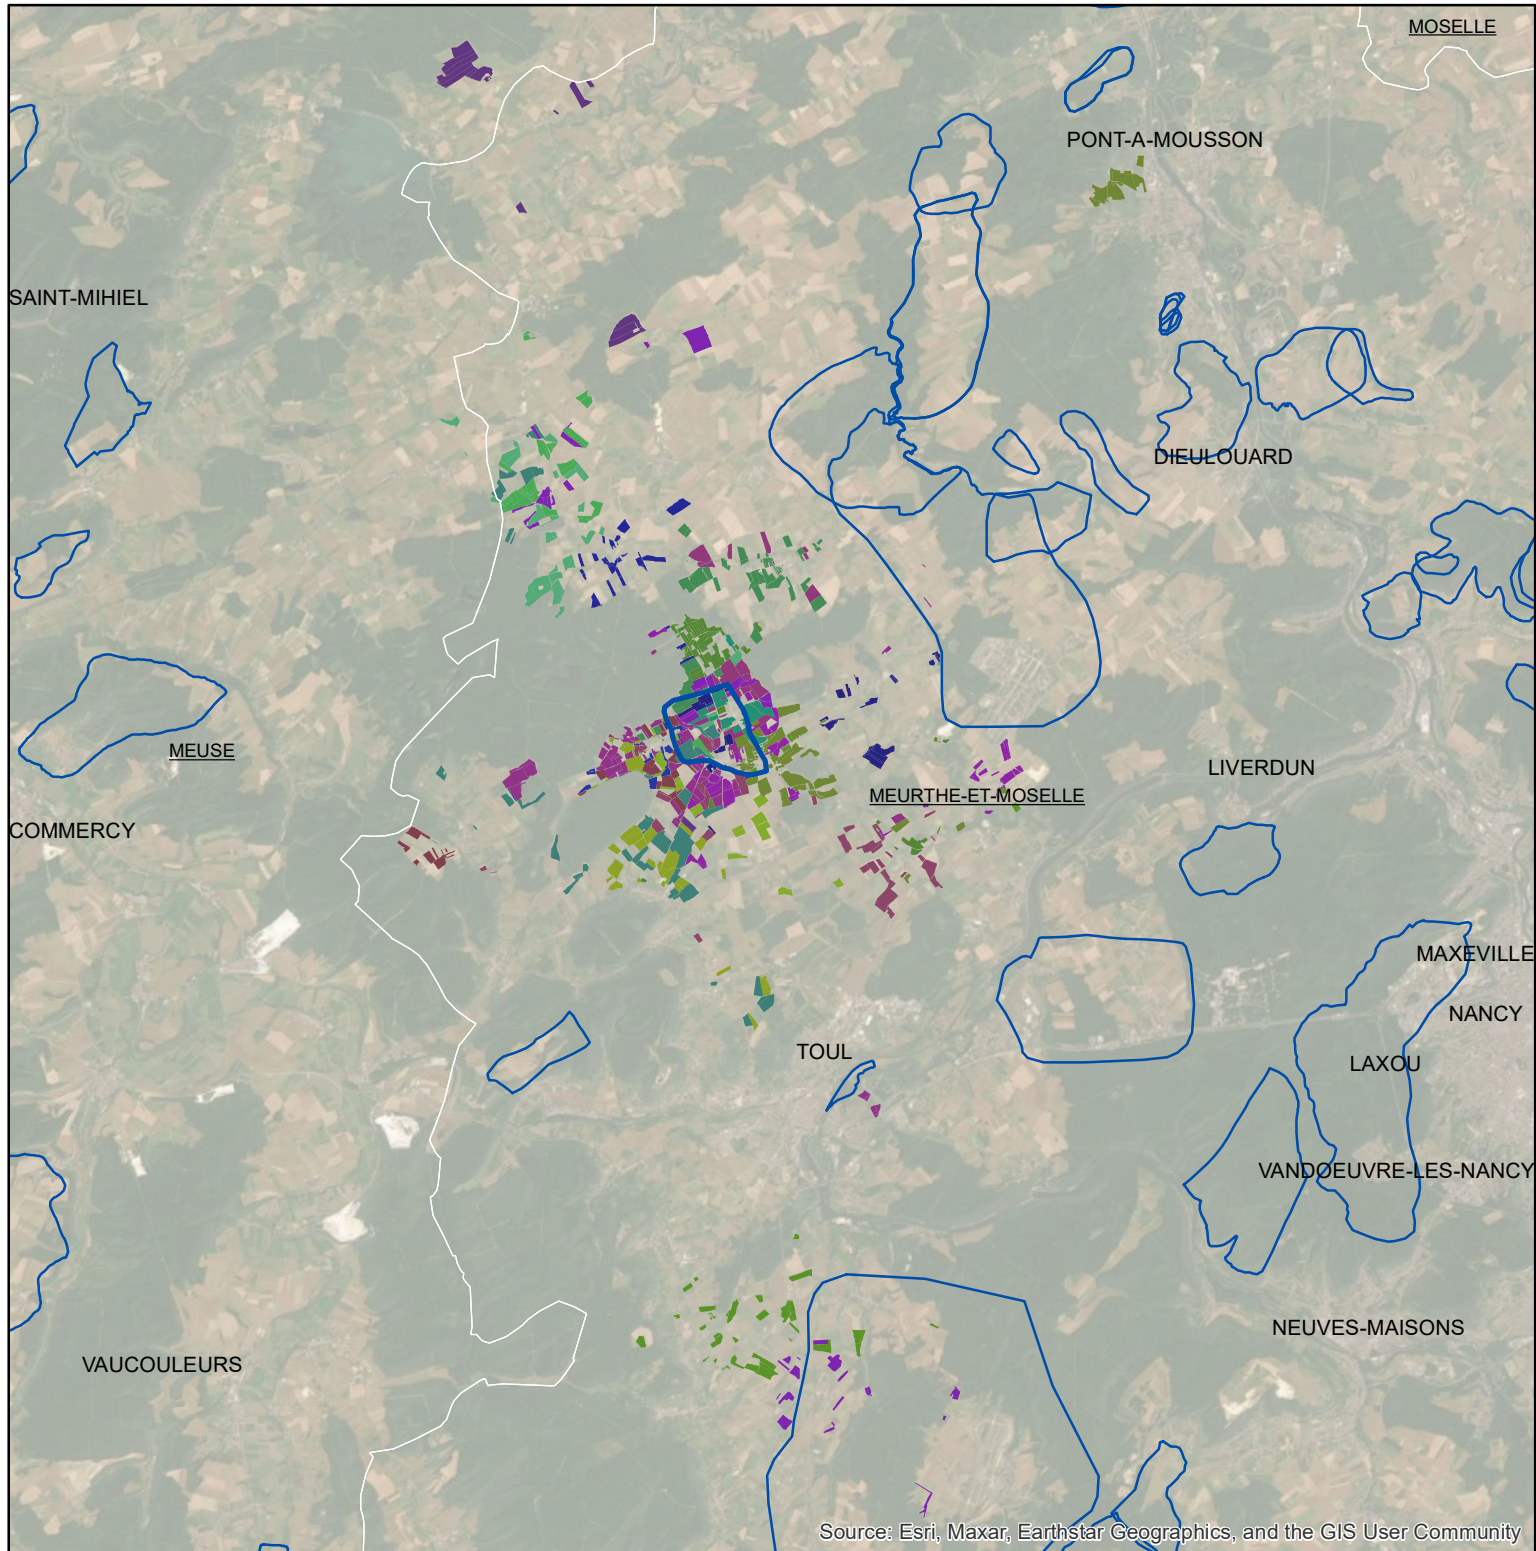 MOSELLE
PONT-A-MOUSSON
SAINT-MIHIEL
DIEULOUARD
MEUSE
LIVERDUN
MEURTHE-ET-MOSELLE
COMMERCY
MAXEVILLE
NANCY
TOUL
LAXOU
VANDOEUVRE-LES-NANCY
NEUVES-MAISONS
VAUCOULEURS
Source: Esri, Maxar, Earthstar Geographics, and the GIS User Community